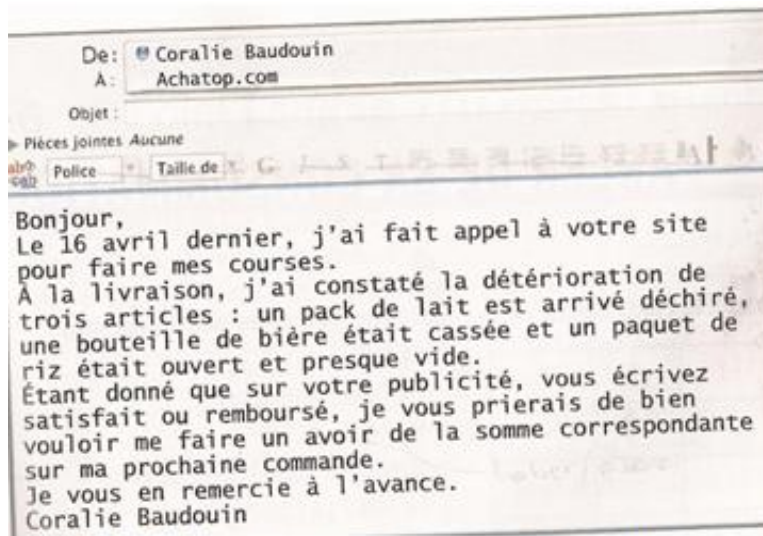 De: Coralie Baudouin
À: Achatop.com
Objet :
Pièces jointes Aucune
Police Taille de
Bonjour,
Le 16 avril dernier, j'ai fait appel à votre site
pour faire mes courses.
À la livraison, j'ai constaté la détérioration de
trois articles : un pack de lait est arrivé déchiré,
une bouteille de bière était cassée et un paquet de
riz était ouvert et presque vide.
Étant donné que sur votre publicité, vous écrivez
satisfait ou remboursé, je vous prierais de bien
vouloir me faire un avoir de la somme correspondante
sur ma prochaine commande.
Je vous en remercie à l'avance.
Coralie Baudouin